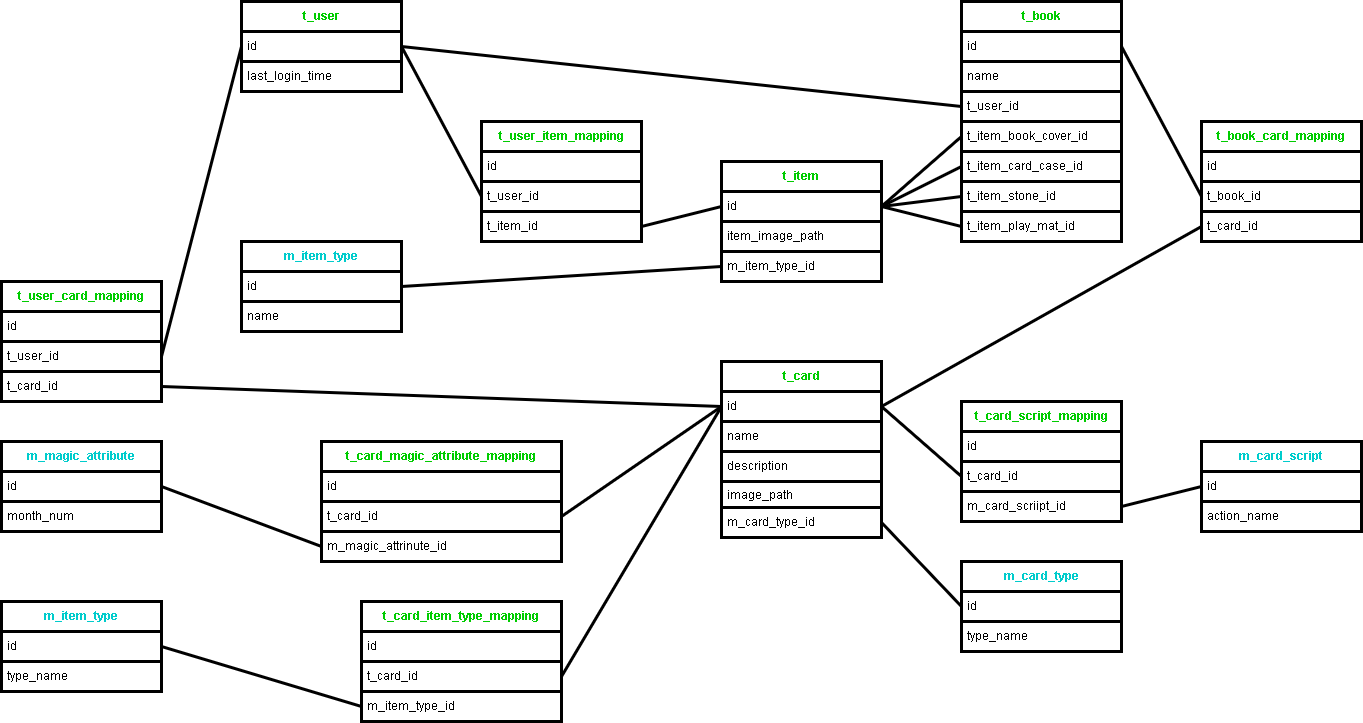 t_user
id
last_login_time
t_book
id
name
t_user_id
t_item_book_cover_id
t_item_card_case_id
t_item_stone_id
t_item_play_mat_id
t_user_item_mapping
id
t_user_id
t_item_id
t_item
id
item_image_path
m_item_type_id
t_book_card_mapping
id
t_book_id
t_card_id
m_item_type
id
name
t_user_card_mapping
id
t_user_id
t_card_id
t_card
id
name
description
image_path
m_card_type_id
t_card_script_mapping
id
t_card_id
m_card_scriipt_id
m_card_script
id
action_name
m_magic_attribute
id
month_num
t_card_magic_attribute_mapping
id
t_card_id
m_magic_attrinute_id
m_card_type
id
type_name
m_item_type
id
type_name
t_card_item_type_mapping
id
t_card_id
m_item_type_id